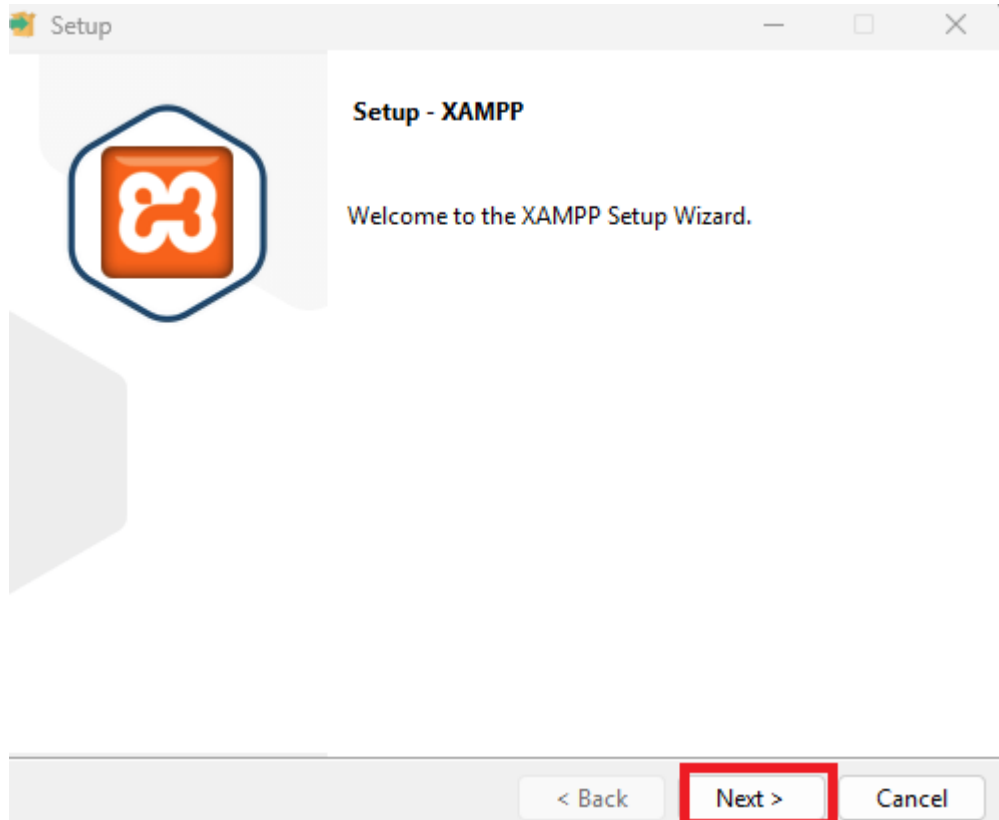 Setup
Setup - XAMPP
Welcome to the XAMPP Setup Wizard.
< Back
Next >
Cancel